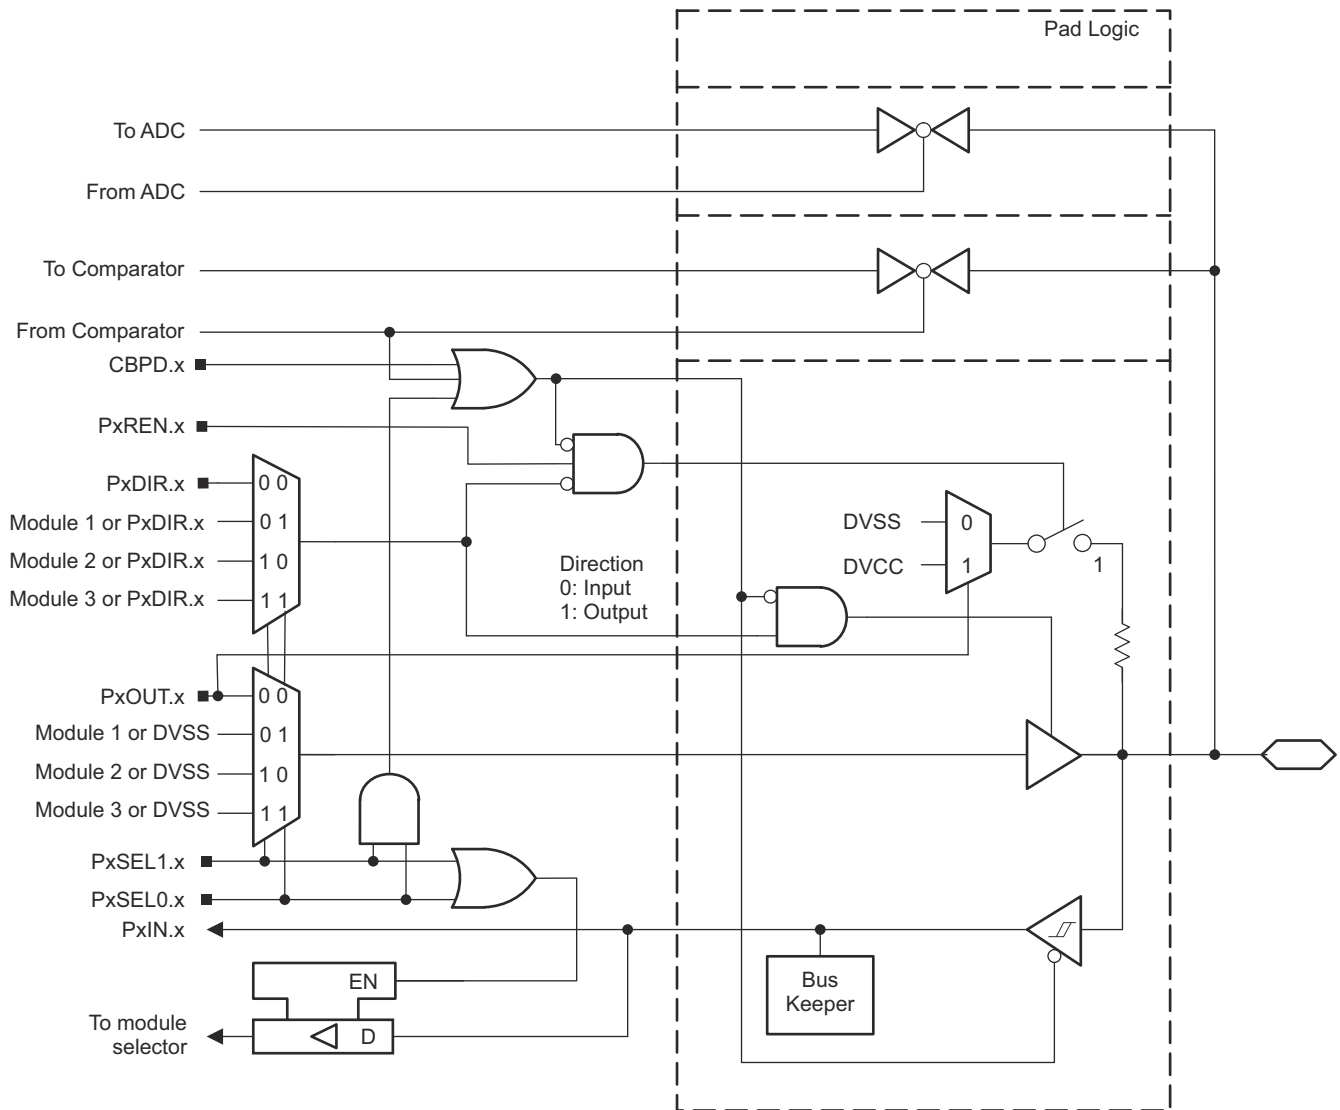 Pad Logic
To ADC
From ADC
To Comparator
From Comparator
CBPD.x
PxREN.x
PxDIR.x
0 0
Module 1 or PxDIR.x
0 1
Module 2 or PxDIR.x
1 0
Module 3 or PxDIR.x
1 1
Direction
0: Input
1: Output
DVSS
0
DVCC
1
1
PxOUT.x
0 0
Module 1 or DVSS
0 1
Module 2 or DVSS
1 0
Module 3 or DVSS
1 1
PxSEL1.x
PxSEL0.x
PxIN.x
Bus
Keeper
EN
D
To module
selector